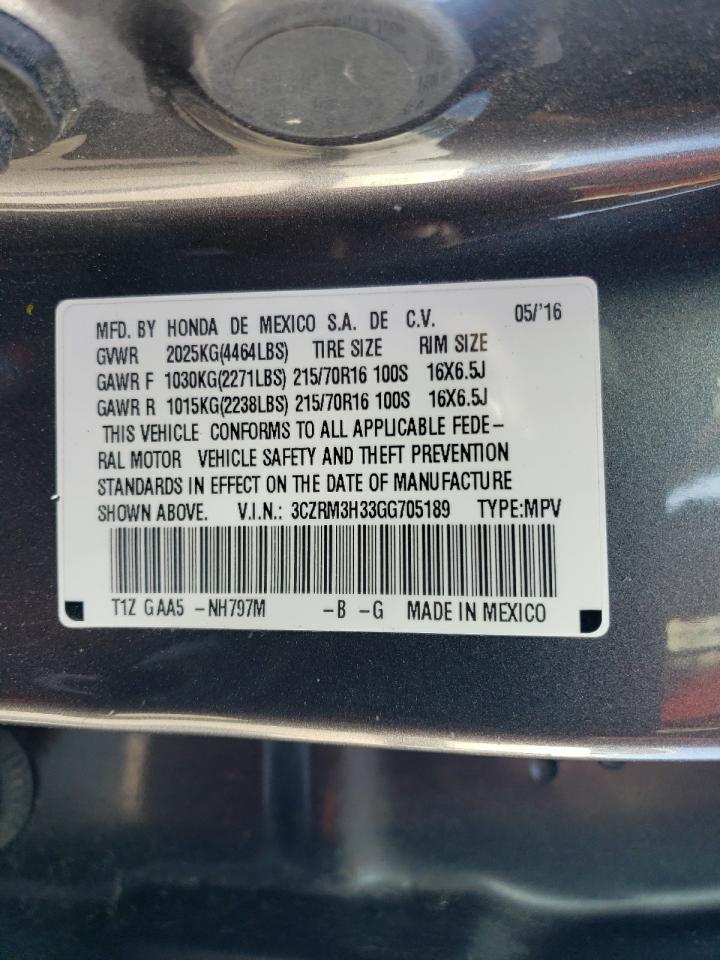 MFD. BY HONDA DE MEXICO S.A. DE C.V. 05/'16
GVWR 2025KG(4464LBS) TIRE SIZE RIM SIZE
GAWR F 1030KG(2271LBS) 215/70R16 100S 16X6.5J
GAWR R 1015KG(2238LBS) 215/70R16 100S 16X6.5J
THIS VEHICLE CONFORMS TO ALL APPLICABLE FEDE-
RAL MOTOR VEHICLE SAFETY AND THEFT PREVENTION
STANDARDS IN EFFECT ON THE DATE OF MANUFACTURE
SHOWN ABOVE. V.I.N.: 3CZRM3H33GG705189 TYPE:MPV
T1Z GAA5 -NH797M -B -G MADE IN MEXICO